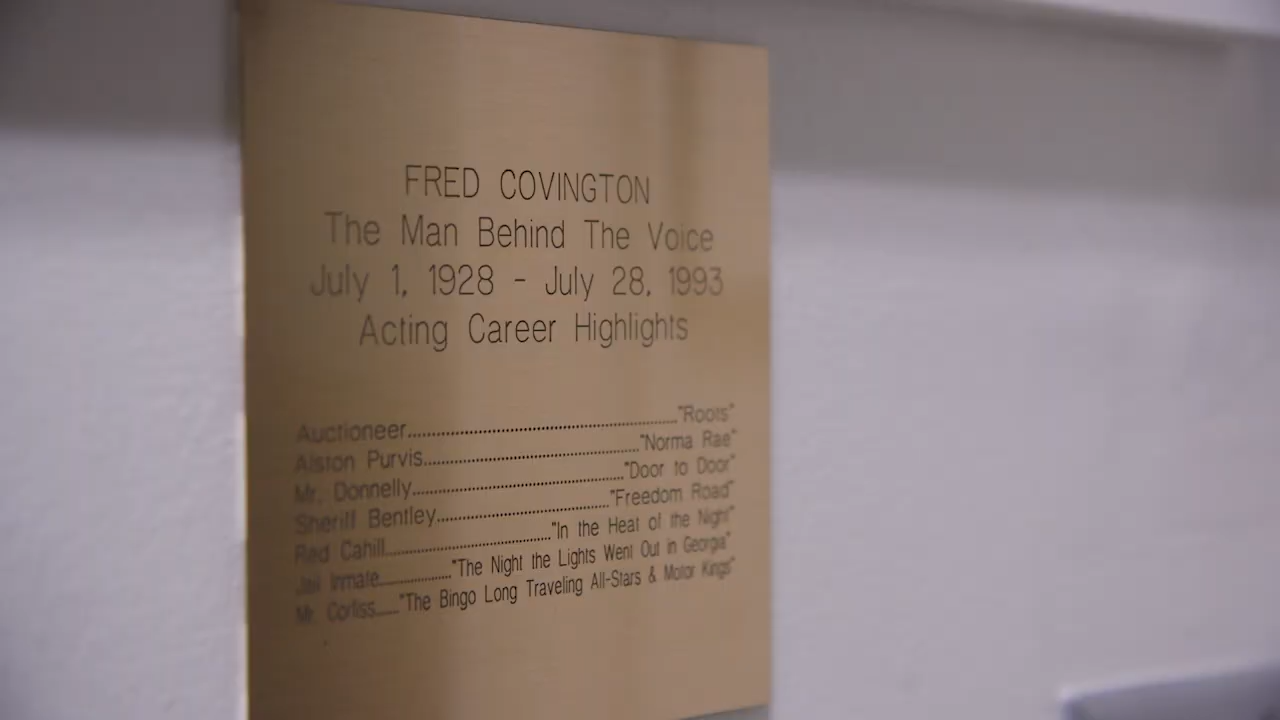 FRED COVINGTON
The Man Behind The Voice
July 1, 1928 - July 28, 1993
Acting Career Highlights
Auctioneer........................................................."Roots"
Alston Purvis.............................................."Norma Rae"
Mr. Donnelly............................................."Door to Door"
Sheriff Bentley....................................."Freedom Road"
Red Cahill...................................."In the Heat of the Night"
Jail Inmate................"The Night the Lights Went Out in Georgia"
Mr. Corliss....."The Bingo Long Traveling All-Stars & Motor Kings"